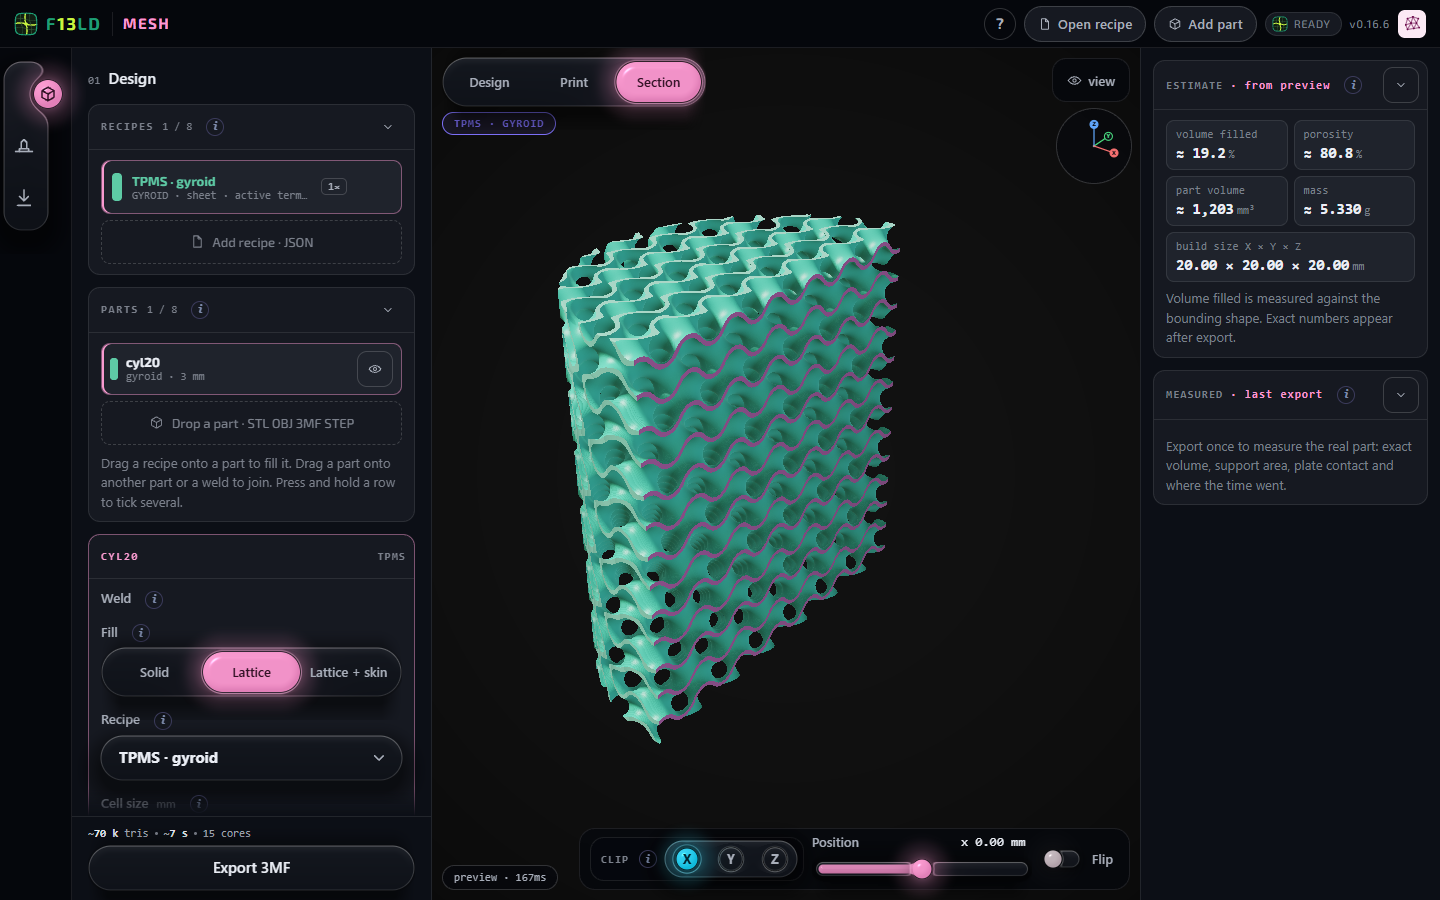 F13LD MESH
? Open recipe Add part READY v0.16.6
01 Design
RECIPES 1 / 8 i
TPMS · gyroid
GYROID · sheet · active term…
1×
Add recipe · JSON
PARTS 1 / 8 i
cyl20
gyroid · 3 mm
Drop a part · STL OBJ 3MF STEP
Drag a recipe onto a part to fill it. Drag a part onto
another part or a weld to join. Press and hold a row
to tick several.
CYL20 TPMS
Weld i
Fill i
Solid Lattice Lattice + skin
Recipe i
TPMS · gyroid
Cell size mm i
~70 k tris • ~7 s • 15 cores
Export 3MF
Design Print Section
TPMS · GYROID
view
Z
Y
X
preview · 167ms
CLIP i X Y Z
Position x 0.00 mm
Flip
ESTIMATE · from preview i
volume filled
≈ 19.2 %
porosity
≈ 80.8 %
part volume
≈ 1,203 mm³
mass
≈ 5.330 g
build size X × Y × Z
20.00 × 20.00 × 20.00 mm
Volume filled is measured against the
bounding shape. Exact numbers appear
after export.
MEASURED · last export i
Export once to measure the real part: exact
volume, support area, plate contact and
where the time went.